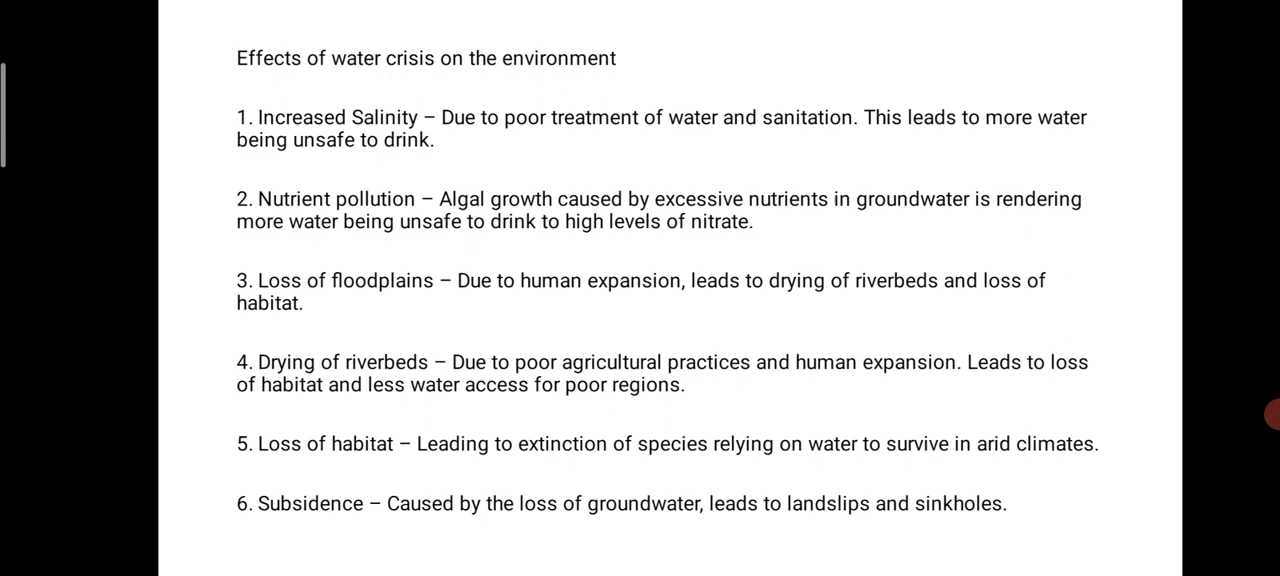 Effects of water crisis on the environment
1. Increased Salinity – Due to poor treatment of water and sanitation. This leads to more water
being unsafe to drink.
2. Nutrient pollution – Algal growth caused by excessive nutrients in groundwater is rendering
more water being unsafe to drink to high levels of nitrate.
3. Loss of floodplains – Due to human expansion, leads to drying of riverbeds and loss of
habitat.
4. Drying of riverbeds – Due to poor agricultural practices and human expansion. Leads to loss
of habitat and less water access for poor regions.
5. Loss of habitat – Leading to extinction of species relying on water to survive in arid climates.
6. Subsidence – Caused by the loss of groundwater, leads to landslips and sinkholes.